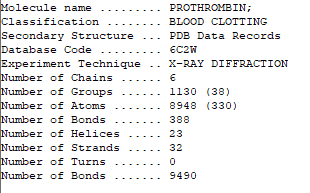 Molecule name ......... PROTHROMBIN;
Classification ........ BLOOD CLOTTING
Secondary Structure ... PDB Data Records
Database Code ......... 6C2W
Experiment Technique .. X-RAY DIFFRACTION
Number of Chains ...... 6
Number of Groups ...... 1130 (38)
Number of Atoms ....... 8948 (330)
Number of Bonds ....... 388
Number of Helices ..... 23
Number of Strands ..... 32
Number of Turns ....... 0
Number of Bonds ....... 9490